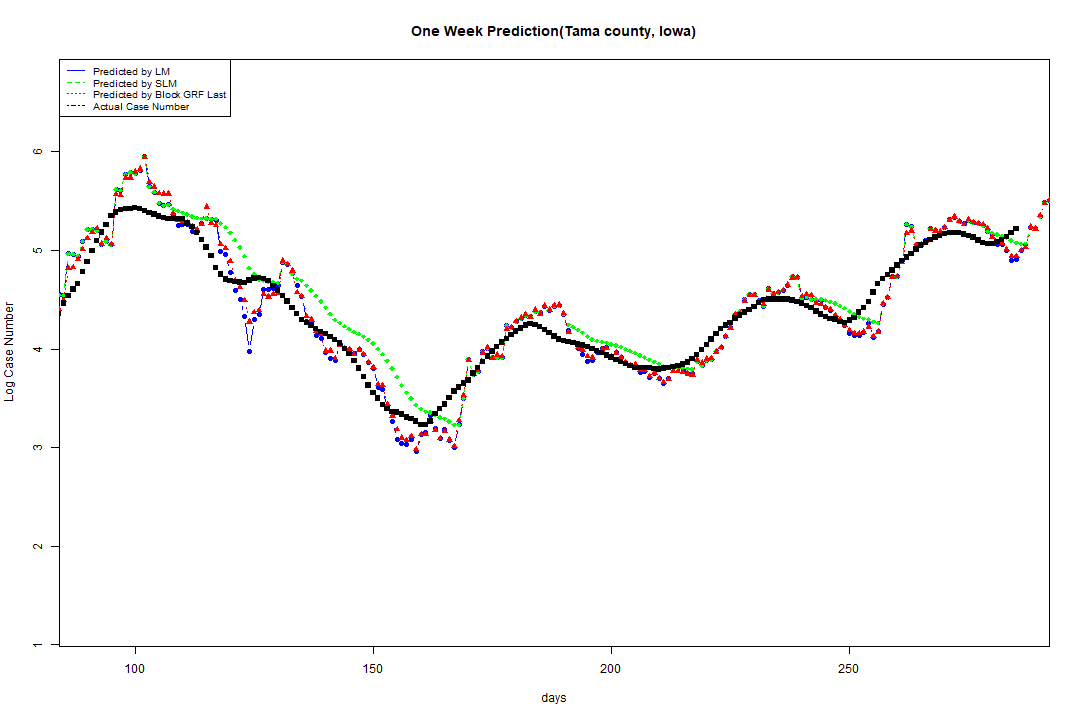 One Week Prediction(Tama county, Iowa)
Predicted by LM
Predicted by SLM
Predicted by Block GRF Last
Actual Case Number
6
5
4
3
2
1
Log Case Number
100 150 200 250
days